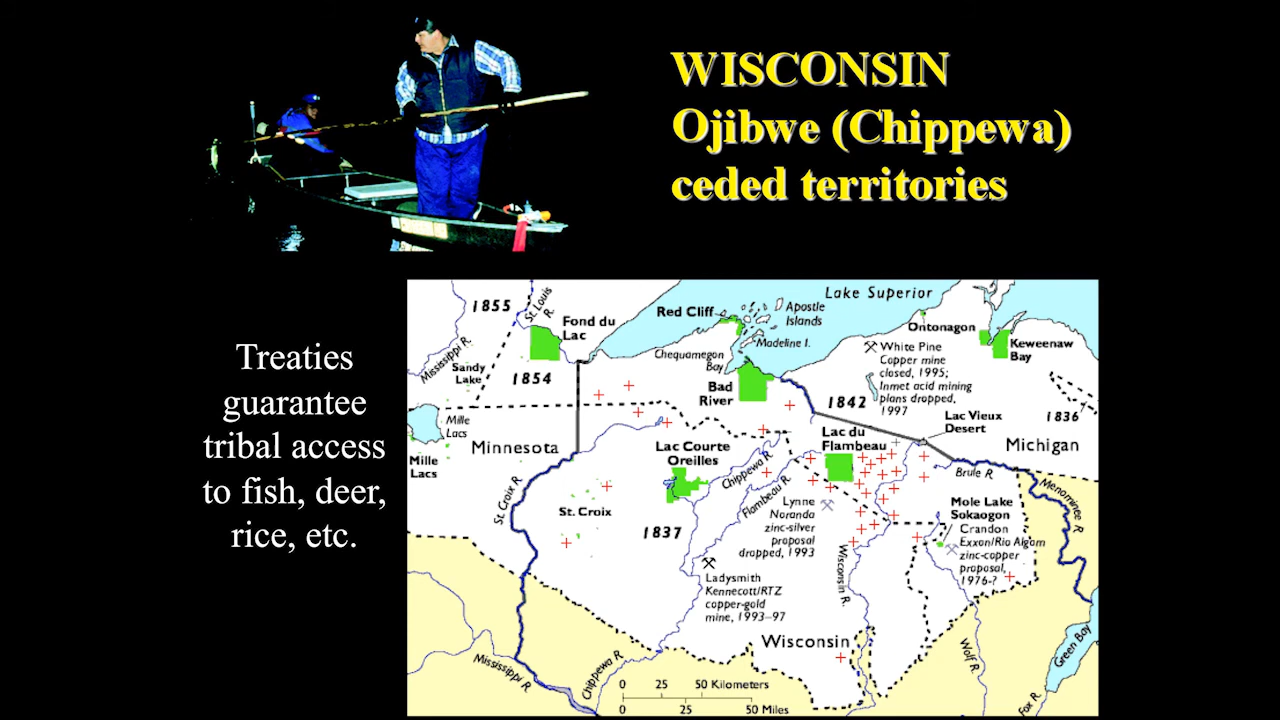 WISCONSIN
Ojibwe (Chippewa)
ceded territories
Treaties
guarantee
tribal access
to fish, deer,
rice, etc.
1855
St. Louis
R.
Fond du
Lac
Red Cliff
Apostle
Islands
Lake Superior
Madeline I.
Ontonagon
Keweenaw
Bay
Mississippi R.
Sandy
Lake
1854
Chequamegon
Bay
Bad
River
White Pine
Copper mine
closed, 1995;
Inmet acid mining
plans dropped,
1997
1842
1836
Lac Vieux
Desert
Mille
Lacs
Minnesota
Mille
Lacs
Lac Courte
Oreilles
Lac du
Flambeau
Michigan
Brule R.
Menominee R.
St. Croix R.
St. Croix
Chippewa R.
Flambeau R.
Lynne
Noranda
zinc-silver
proposal
dropped, 1993
Mole Lake
Sokaogon
Crandon
Exxon/Rio Algom
zinc-copper
proposal,
1976-?
1837
Ladysmith
Kennecott/RTZ
copper-gold
mine, 1993–97
Wisconsin R.
Wisconsin
Mississippi R.
Chippewa R.
Wolf R.
Green Bay
Fox R.
0 25 50 Kilometers
0 25 50 Miles